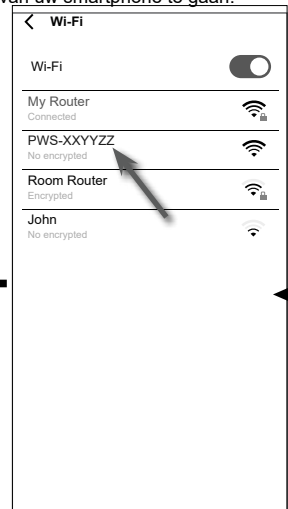 van uw smartphone te gaan.
Wi-Fi
Wi-Fi
My Router
Connected
PWS-XXYYZZ
No encrypted
Room Router
Encrypted
John
No encrypted